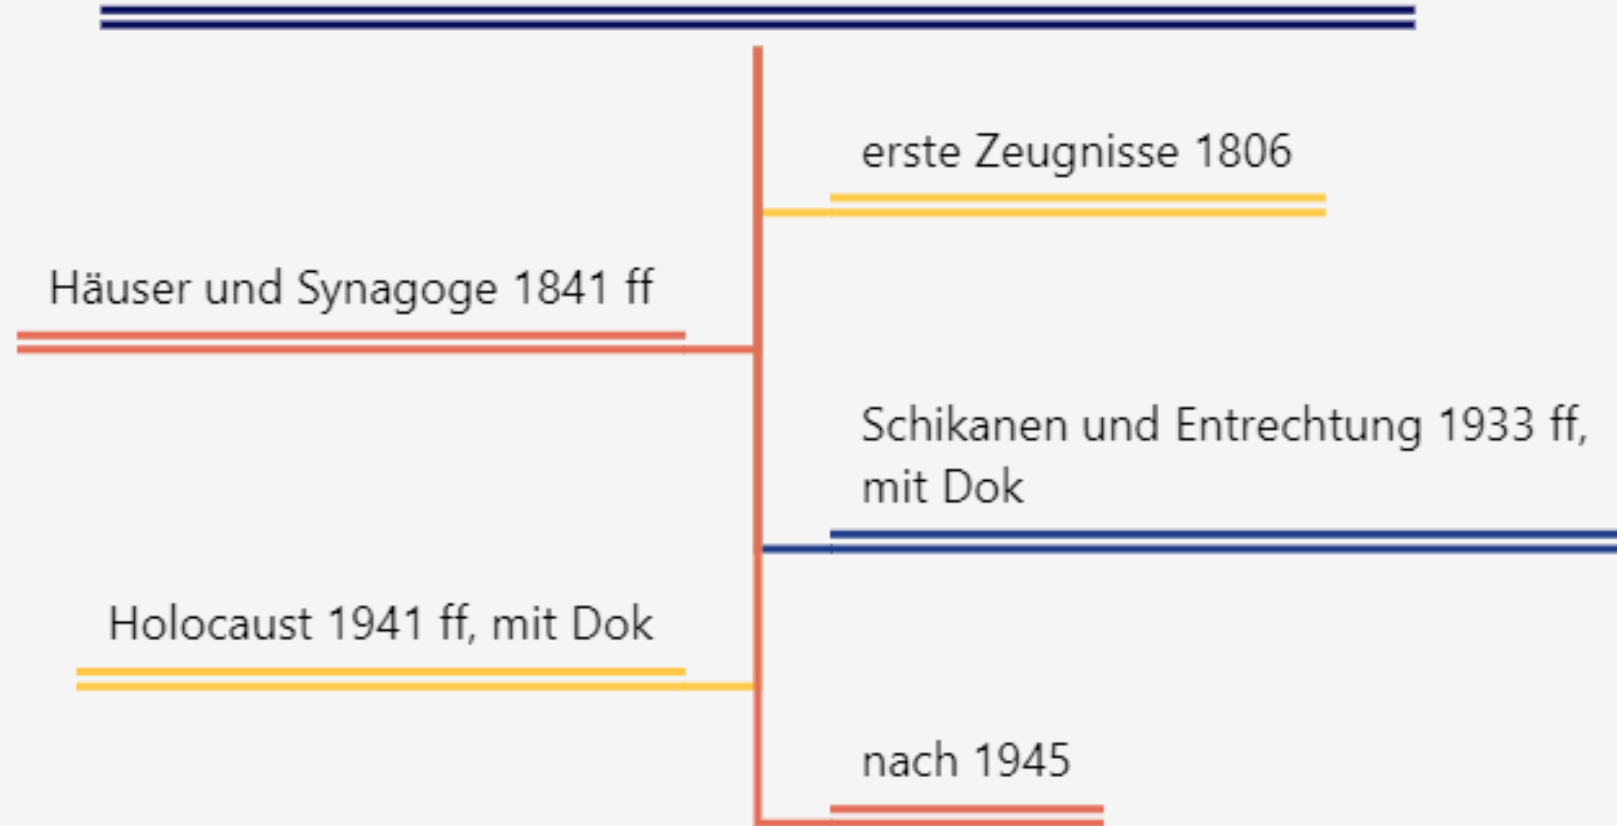 erste Zeugnisse 1806
Häuser und Synagoge 1841 ff
Schikanen und Entrechtung 1933 ff,
mit Dok
Holocaust 1941 ff, mit Dok
nach 1945